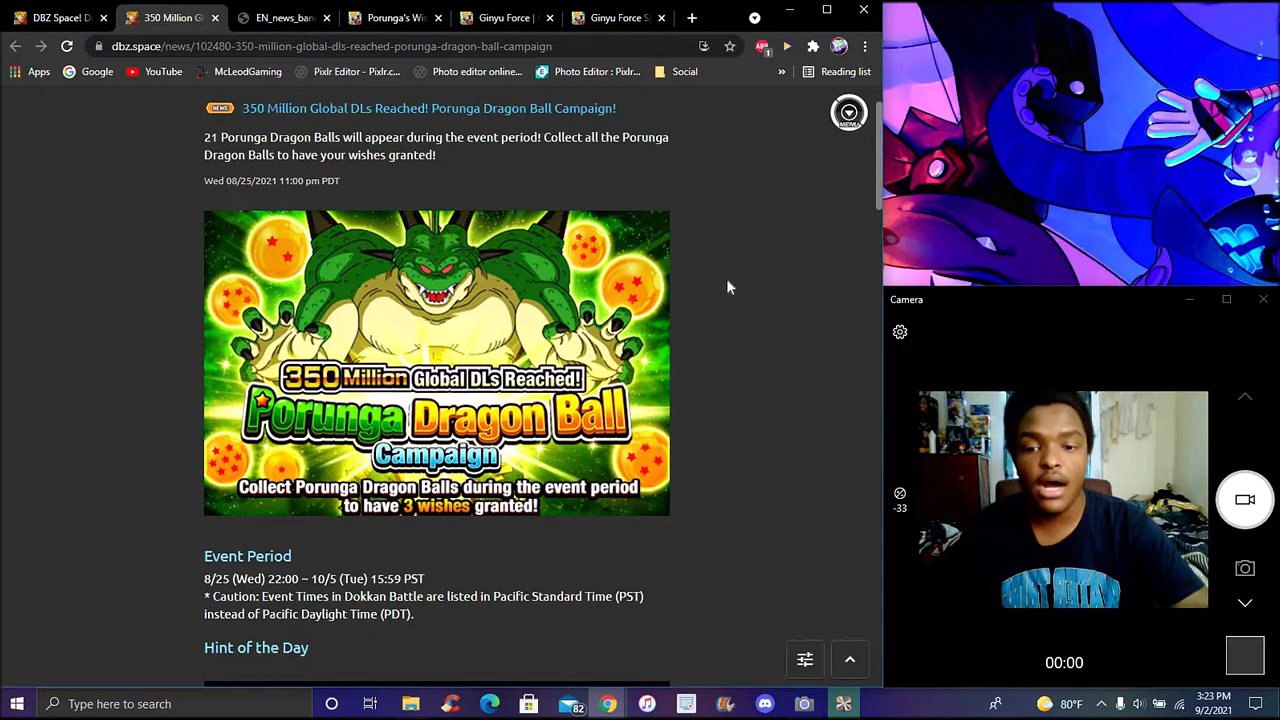 DBZ Space! D
350 Million Gl
EN_news_ban
Porunga's Wis
Ginyu Force |
Ginyu Force S
dbz.space/news/102480-350-million-global-dls-reached-porunga-dragon-ball-campaign
1
Apps
Google
YouTube
McLeodGaming
Pixlr Editor - Pixlr.c...
Photo editor online...
Photo Editor : Pixlr...
Social
»
Reading list
NEWS 350 Million Global DLs Reached! Porunga Dragon Ball Campaign!
MENU
21 Porunga Dragon Balls will appear during the event period! Collect all the Porunga
Dragon Balls to have your wishes granted!
Wed 08/25/2021 11:00 pm PDT
350 Million Global DLs Reached!
Porunga Dragon Ball
Campaign
Collect Porunga Dragon Balls during the event period
to have 3 wishes granted!
Event Period
8/25 (Wed) 22:00 ~ 10/5 (Tue) 15:59 PST
* Caution: Event Times in Dokkan Battle are listed in Pacific Standard Time (PST)
instead of Pacific Daylight Time (PDT).
Hint of the Day
Camera
-33
00:00
Type here to search
82
80°F
3:23 PM
9/2/2021